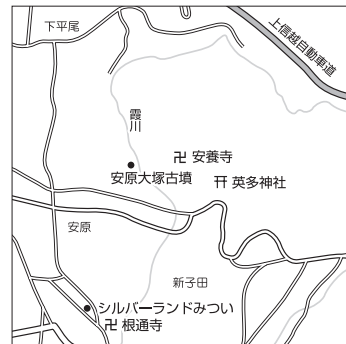 下平尾
上信越自動車道
霞川
卍 安養寺
安原大塚古墳
⛩ 英多神社
安原
新子田
シルバーランドみつい
卍 根通寺